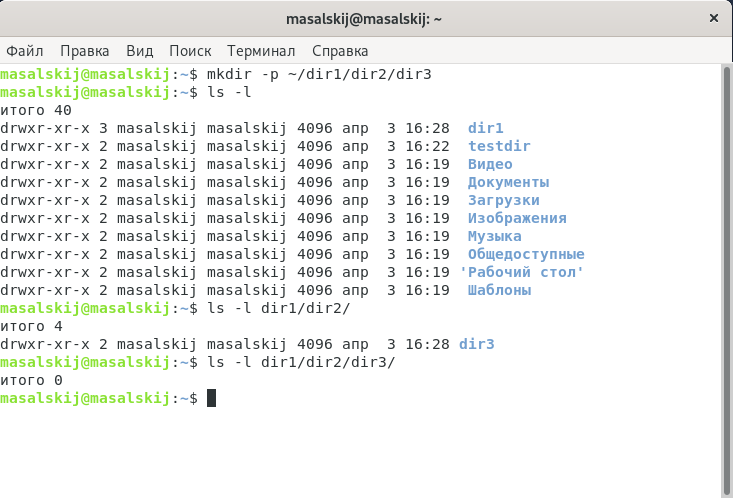 masalskij@masalskij: ~
Файл Правка Вид Поиск Терминал Справка
masalskij@masalskij:~$ mkdir -p ~/dir1/dir2/dir3
masalskij@masalskij:~$ ls -l
итого 40
drwxr-xr-x 3 masalskij masalskij 4096 апр  3 16:28  dir1
drwxr-xr-x 2 masalskij masalskij 4096 апр  3 16:22  testdir
drwxr-xr-x 2 masalskij masalskij 4096 апр  3 16:19  Видео
drwxr-xr-x 2 masalskij masalskij 4096 апр  3 16:19  Документы
drwxr-xr-x 2 masalskij masalskij 4096 апр  3 16:19  Загрузки
drwxr-xr-x 2 masalskij masalskij 4096 апр  3 16:19  Изображения
drwxr-xr-x 2 masalskij masalskij 4096 апр  3 16:19  Музыка
drwxr-xr-x 2 masalskij masalskij 4096 апр  3 16:19  Общедоступные
drwxr-xr-x 2 masalskij masalskij 4096 апр  3 16:19 'Рабочий стол'
drwxr-xr-x 2 masalskij masalskij 4096 апр  3 16:19  Шаблоны
masalskij@masalskij:~$ ls -l dir1/dir2/
итого 4
drwxr-xr-x 2 masalskij masalskij 4096 апр  3 16:28 dir3
masalskij@masalskij:~$ ls -l dir1/dir2/dir3/
итого 0
masalskij@masalskij:~$